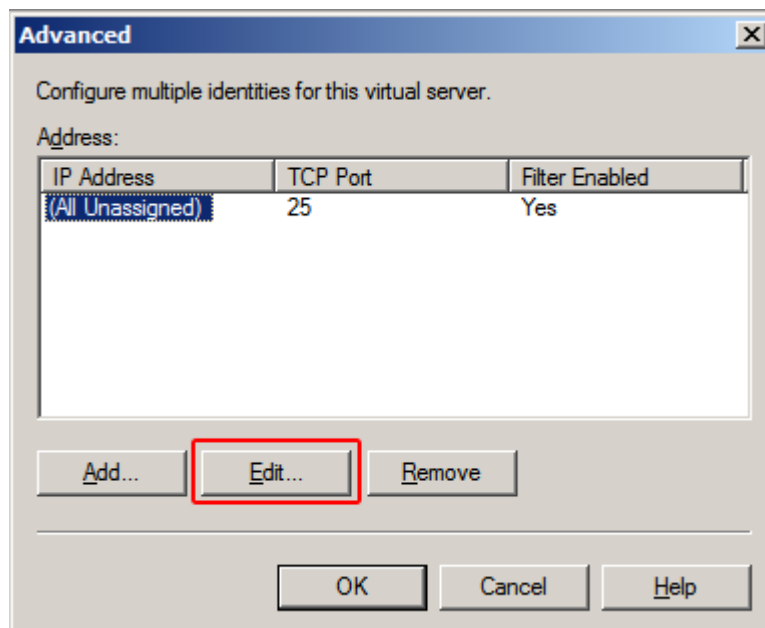 Advanced
Configure multiple identities for this virtual server.
Address:
IP Address TCP Port Filter Enabled
(All Unassigned) 25 Yes
Add... Edit... Remove
OK Cancel Help